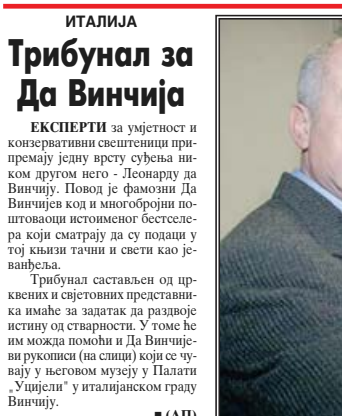 ИТАЛИЈА
Трибунал за
Да Винчија
ЕКСПЕРТИ за умјетност и
конзервативни свештеници при-
премају једну врсту суђења ни-
ком другом него - Леонарду да
Винчију. Повод је фамозни Да
Винчијев код и многобројни по-
штоваоци истоименог бестселе-
ра који сматрају да су подаци у
тој књизи тачни и свети као је-
ванђеља.
Трибунал састављен од цр-
квених и свјетовних представни-
ка имаће за задатак да раздвоје
истину од стварности. У томе ће
им можда помоћи и Да Винчије-
ви рукописи (на слици) који се чу-
вају у његовом музеју у Палати
„Уцијели" у италијанском граду
Винчију.
■ (АП)